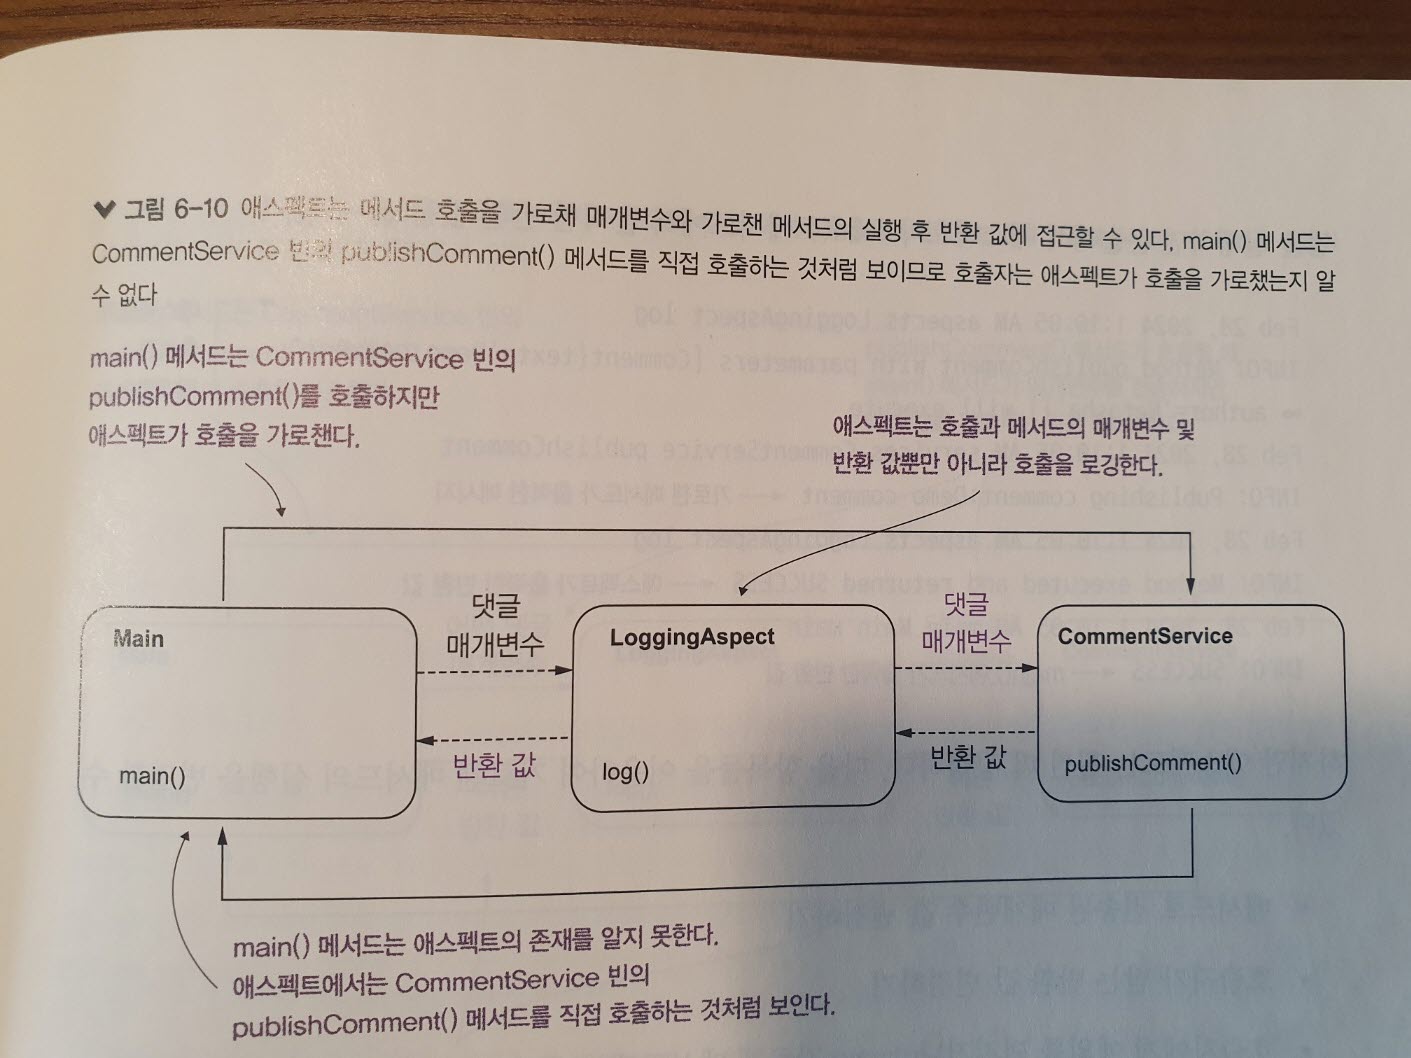 그림 6-10 애스펙트는 메서드 호출을 가로채 매개변수와 가로챈 메서드의 실행 후 반환 값에 접근할 수 있다. main() 메서드는
CommentService 빈의 publishComment() 메서드를 직접 호출하는 것처럼 보이므로 호출자는 애스펙트가 호출을 가로챘는지 알
수 없다
main() 메서드는 CommentService 빈의
publishComment()를 호출하지만
애스펙트가 호출을 가로챈다.
애스펙트는 호출과 메서드의 매개변수 및
반환 값뿐만 아니라 호출을 로깅한다.
Main
main()
댓글
매개변수
반환 값
LoggingAspect
log()
댓글
매개변수
반환 값
CommentService
publishComment()
main() 메서드는 애스펙트의 존재를 알지 못한다.
애스펙트에서는 CommentService 빈의
publishComment() 메서드를 직접 호출하는 것처럼 보인다.